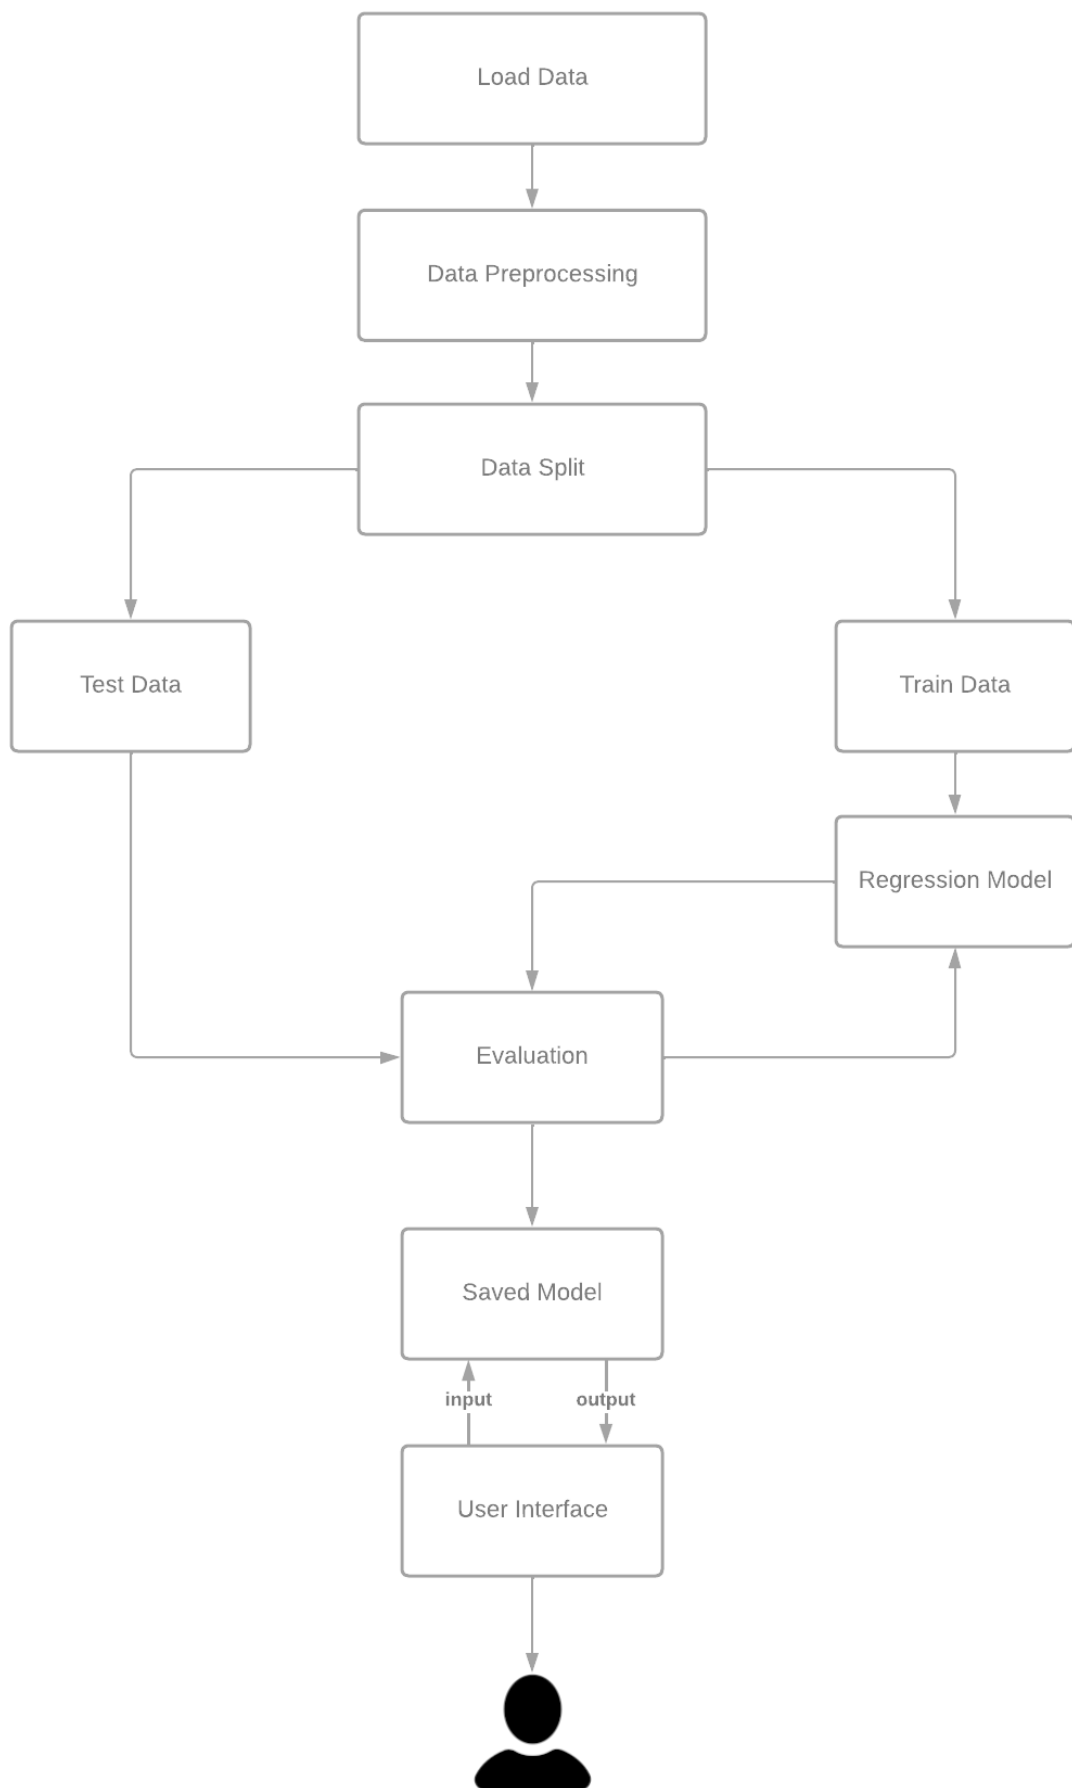 Load Data
Data Preprocessing
Data Split
Test Data
Train Data
Regression Model
Evaluation
Saved Model
input
output
User Interface